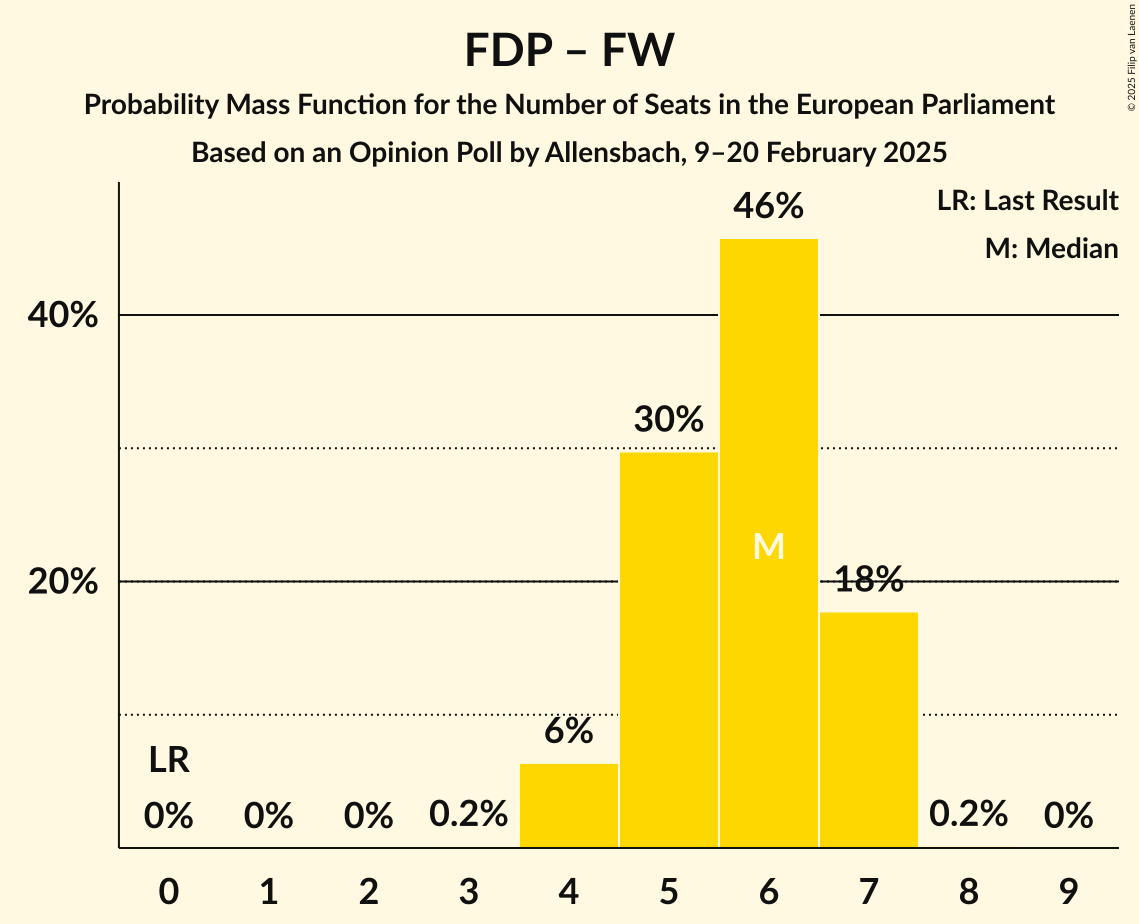 FDP – FW
Probability Mass Function for the Number of Seats in the European Parliament
Based on an Opinion Poll by Allensbach, 9–20 February 2025
© 2025 Filip van Laenen
LR: Last Result
M: Median
46%
40%
30%
M
20%
18%
6%
LR
0% 0% 0% 0.2% 0.2% 0%
0 1 2 3 4 5 6 7 8 9